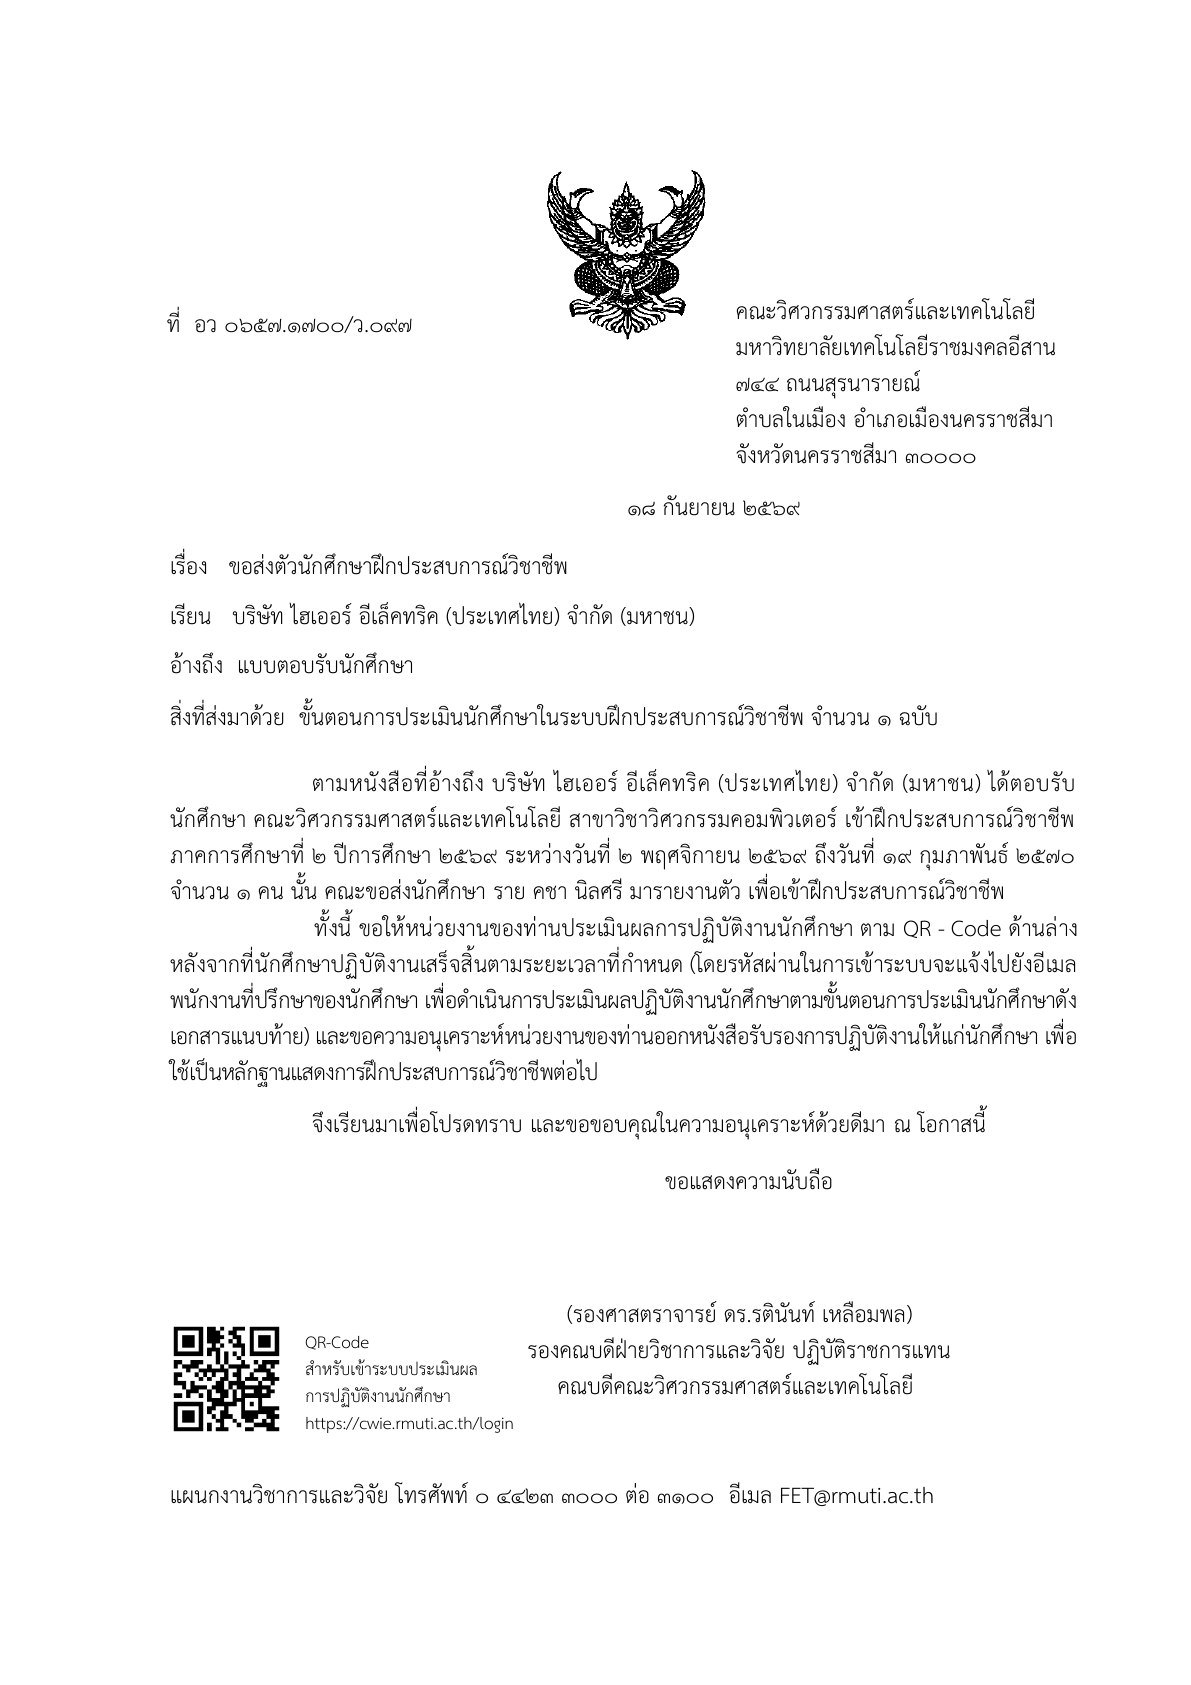 ที่ อว ๐๖๕๗.๑๗๐๐/ว.๐๙๗
คณะวิศวกรรมศาสตร์และเทคโนโลยี
มหาวิทยาลัยเทคโนโลยีราชมงคลอีสาน
๗๔๔ ถนนสุรนารายณ์
ตำบลในเมือง อำเภอเมืองนครราชสีมา
จังหวัดนครราชสีมา ๓๐๐๐๐
๑๘ กันยายน ๒๕๖๙
เรื่อง ขอส่งตัวนักศึกษาฝึกประสบการณ์วิชาชีพ
เรียน บริษัท ไฮเออร์ อีเล็คทริค (ประเทศไทย) จำกัด (มหาชน)
อ้างถึง แบบตอบรับนักศึกษา
สิ่งที่ส่งมาด้วย ขั้นตอนการประเมินนักศึกษาในระบบฝึกประสบการณ์วิชาชีพ จำนวน ๑ ฉบับ
ตามหนังสือที่อ้างถึง บริษัท ไฮเออร์ อีเล็คทริค (ประเทศไทย) จำกัด (มหาชน) ได้ตอบรับ
นักศึกษา คณะวิศวกรรมศาสตร์และเทคโนโลยี สาขาวิชาวิศวกรรมคอมพิวเตอร์ เข้าฝึกประสบการณ์วิชาชีพ
ภาคการศึกษาที่ ๒ ปีการศึกษา ๒๕๖๙ ระหว่างวันที่ ๒ พฤศจิกายน ๒๕๖๙ ถึงวันที่ ๑๙ กุมภาพันธ์ ๒๕๗๐
จำนวน ๑ คน นั้น คณะขอส่งนักศึกษา ราย คชา นิลศรี มารายงานตัว เพื่อเข้าฝึกประสบการณ์วิชาชีพ
ทั้งนี้ ขอให้หน่วยงานของท่านประเมินผลการปฏิบัติงานนักศึกษา ตาม QR - Code ด้านล่าง
หลังจากที่นักศึกษาปฏิบัติงานเสร็จสิ้นตามระยะเวลาที่กำหนด (โดยรหัสผ่านในการเข้าระบบจะแจ้งไปยังอีเมล
พนักงานที่ปรึกษาของนักศึกษา เพื่อดำเนินการประเมินผลปฏิบัติงานนักศึกษาตามขั้นตอนการประเมินนักศึกษาดัง
เอกสารแนบท้าย) และขอความอนุเคราะห์หน่วยงานของท่านออกหนังสือรับรองการปฏิบัติงานให้แก่นักศึกษา เพื่อ
ใช้เป็นหลักฐานแสดงการฝึกประสบการณ์วิชาชีพต่อไป
จึงเรียนมาเพื่อโปรดทราบ และขอขอบคุณในความอนุเคราะห์ด้วยดีมา ณ โอกาสนี้
ขอแสดงความนับถือ
(รองศาสตราจารย์ ดร.รตินันท์ เหลือมพล)
รองคณบดีฝ่ายวิชาการและวิจัย ปฏิบัติราชการแทน
คณบดีคณะวิศวกรรมศาสตร์และเทคโนโลยี
QR-Code
สำหรับเข้าระบบประเมินผล
การปฏิบัติงานนักศึกษา
https://cwie.rmuti.ac.th/login
แผนกงานวิชาการและวิจัย โทรศัพท์ ๐ ๔๔๒๓ ๓๐๐๐ ต่อ ๓๑๐๐ อีเมล FET@rmuti.ac.th